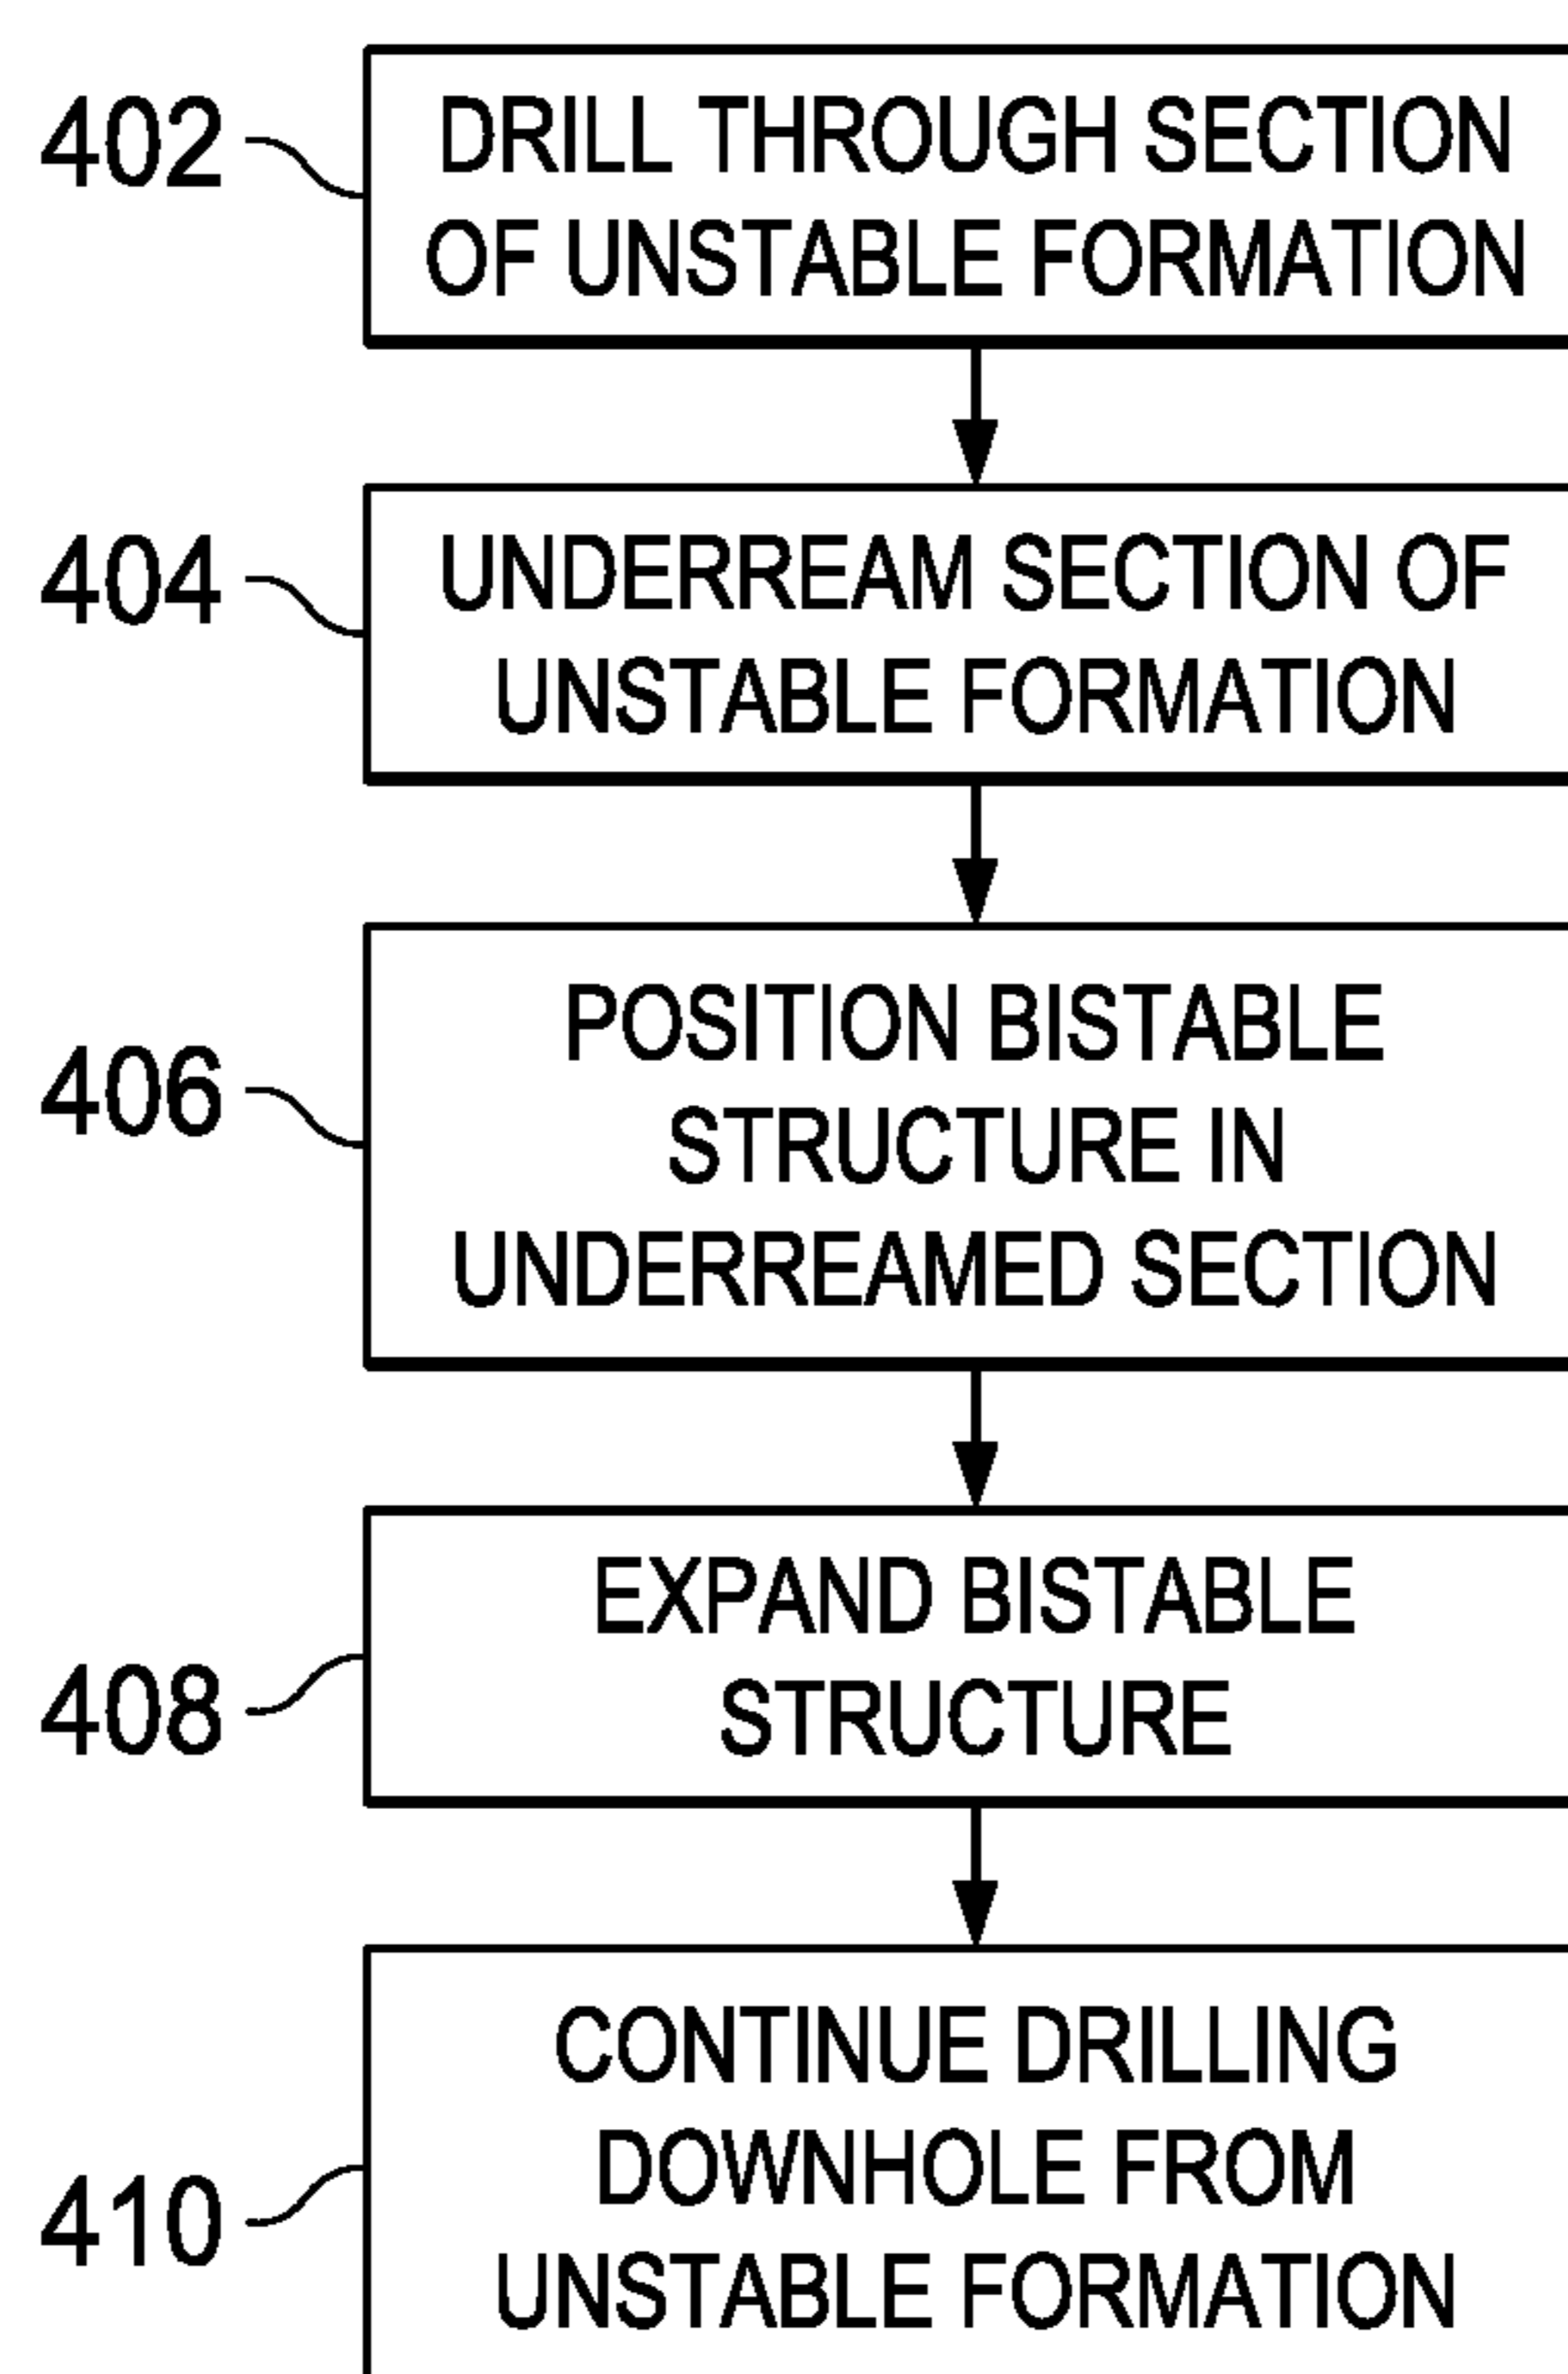 402
DRILL THROUGH SECTION
OF UNSTABLE FORMATION
404
UNDERREAM SECTION OF
UNSTABLE FORMATION
406
POSITION BISTABLE
STRUCTURE IN
UNDERREAMED SECTION
408
EXPAND BISTABLE
STRUCTURE
410
CONTINUE DRILLING
DOWNHOLE FROM
UNSTABLE FORMATION